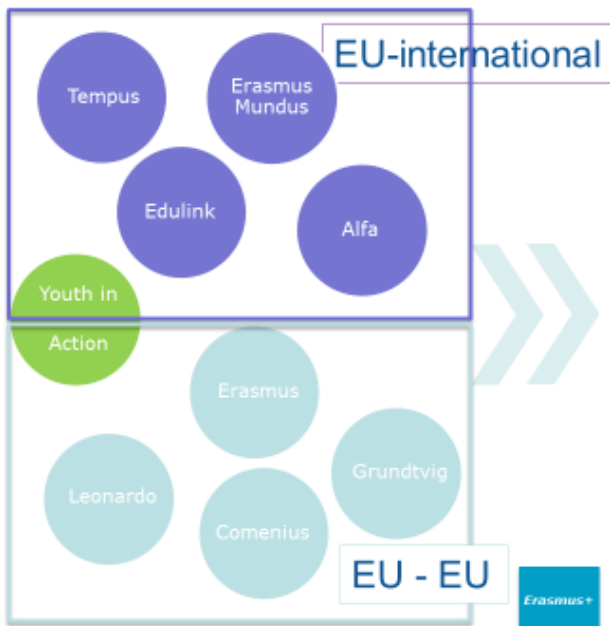 EU-international
Tempus
Erasmus
Mundus
Edulink
Alfa
Youth in
Action
Erasmus
Grundtvig
Leonardo
Comenius
EU - EU
Erasmus+